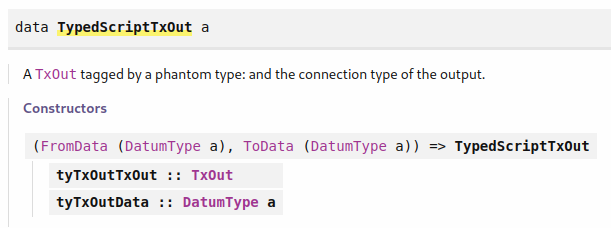 data TypedScriptTxOut a
A TxOut tagged by a phantom type: and the connection type of the output.
Constructors
(FromData (DatumType a), ToData (DatumType a)) => TypedScriptTxOut
tyTxOutTxOut :: TxOut
tyTxOutData :: DatumType a